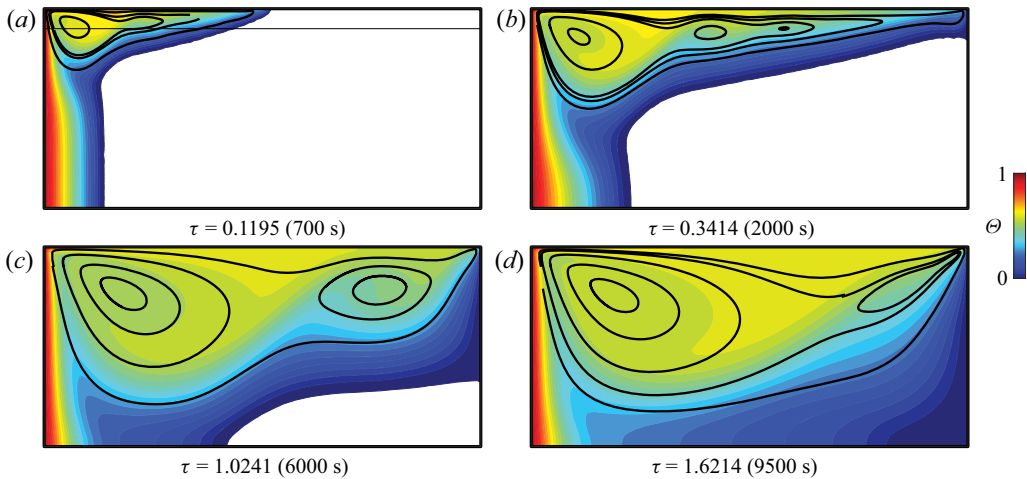 (a)
(b)
τ = 0.1195 (700 s)
τ = 0.3414 (2000 s)
1
Θ
0
(c)
(d)
τ = 1.0241 (6000 s)
τ = 1.6214 (9500 s)